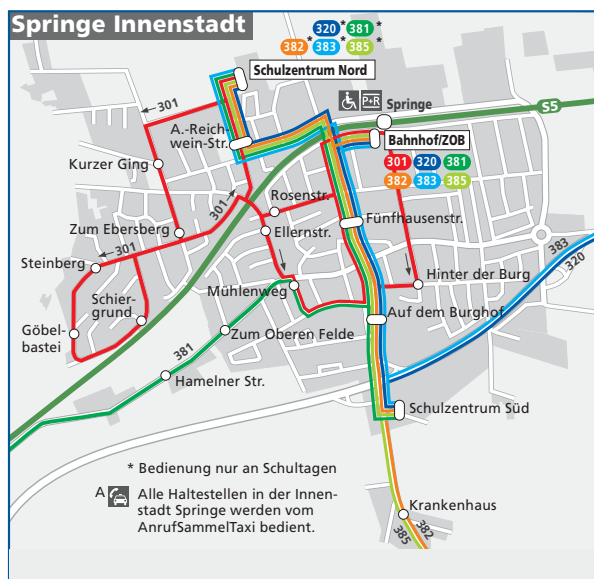 Springe Innenstadt
320* 381*
382* 383* 385*
Schulzentrum Nord
301
A.-Reich-
wein-Str.
P+R
Springe
S5
Bahnhof/ZOB
301 320 381
382 383 385
Kurzer Ging
Rosenstr.
301
Zum Ebersberg
Ellernstr.
Fünfhausenstr.
301
Steinberg
383
320
Hinter der Burg
Schier-
grund
Mühlenweg
Göbel-
bastei
Auf dem Burghof
Zum Oberen Felde
381
Hamelner Str.
Schulzentrum Süd
* Bedienung nur an Schultagen
A Alle Haltestellen in der Innen-
stadt Springe werden vom
AnrufSammelTaxi bedient.
Krankenhaus
382
385